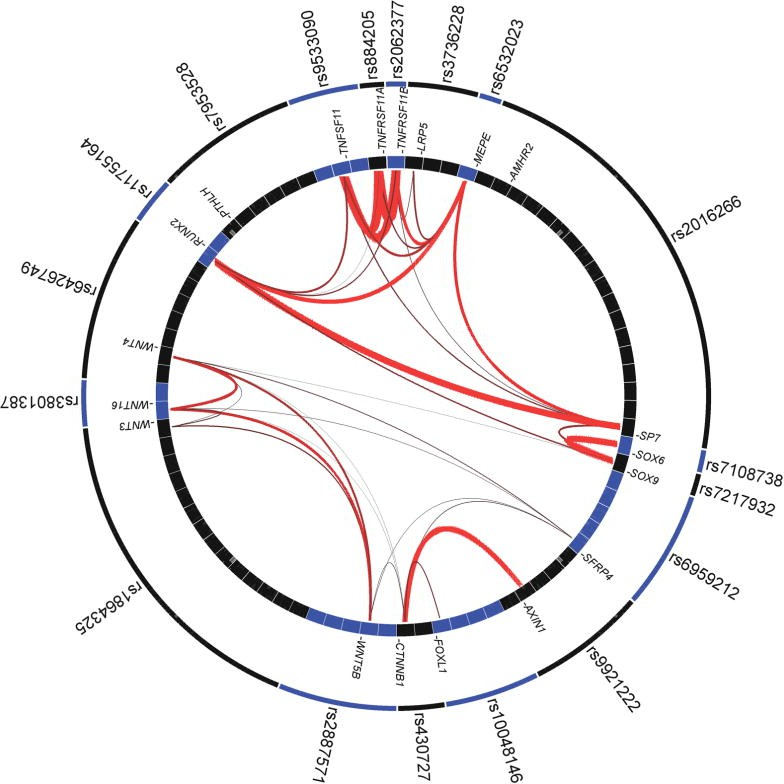 rs9533090
rs884205
rs2062377
rs3736228
rs6532023
rs2016266
rs7108738
rs7217932
rs6959212
rs9921222
rs10048146
rs430727
rs2887571
rs1864325
rs3801387
rs6426749
rs11755164
rs7953528
-TNFSF11
-TNFRSF11A
-TNFRSF11B
-LRP5
-MEPE
-AMHR2
-SP7
-SOX6
-SOX9
-SFRP4
-AXIN1
-FOXL1
-CTNNB1
-WNT5B
-WNT3
-WNT16
-WNT4
-RUNX2
-PTHLH